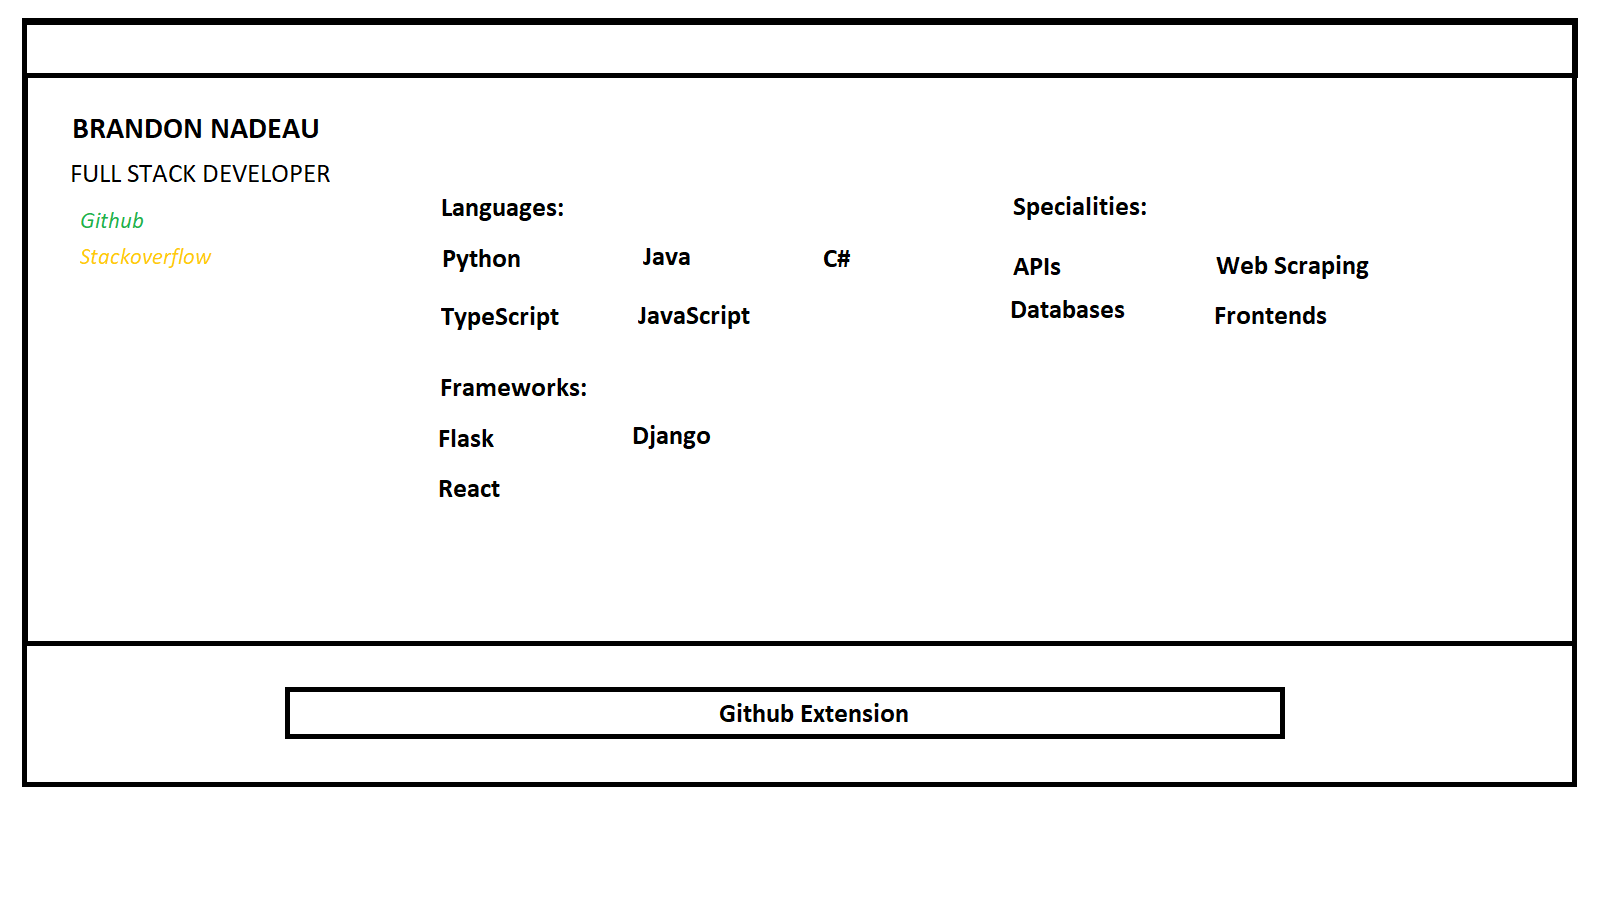 BRANDON NADEAU
FULL STACK DEVELOPER
Github
Stackoverflow
Languages:
Python Java C#
TypeScript JavaScript
Frameworks:
Flask Django
React
Specialities:
APIs Web Scraping
Databases Frontends
Github Extension